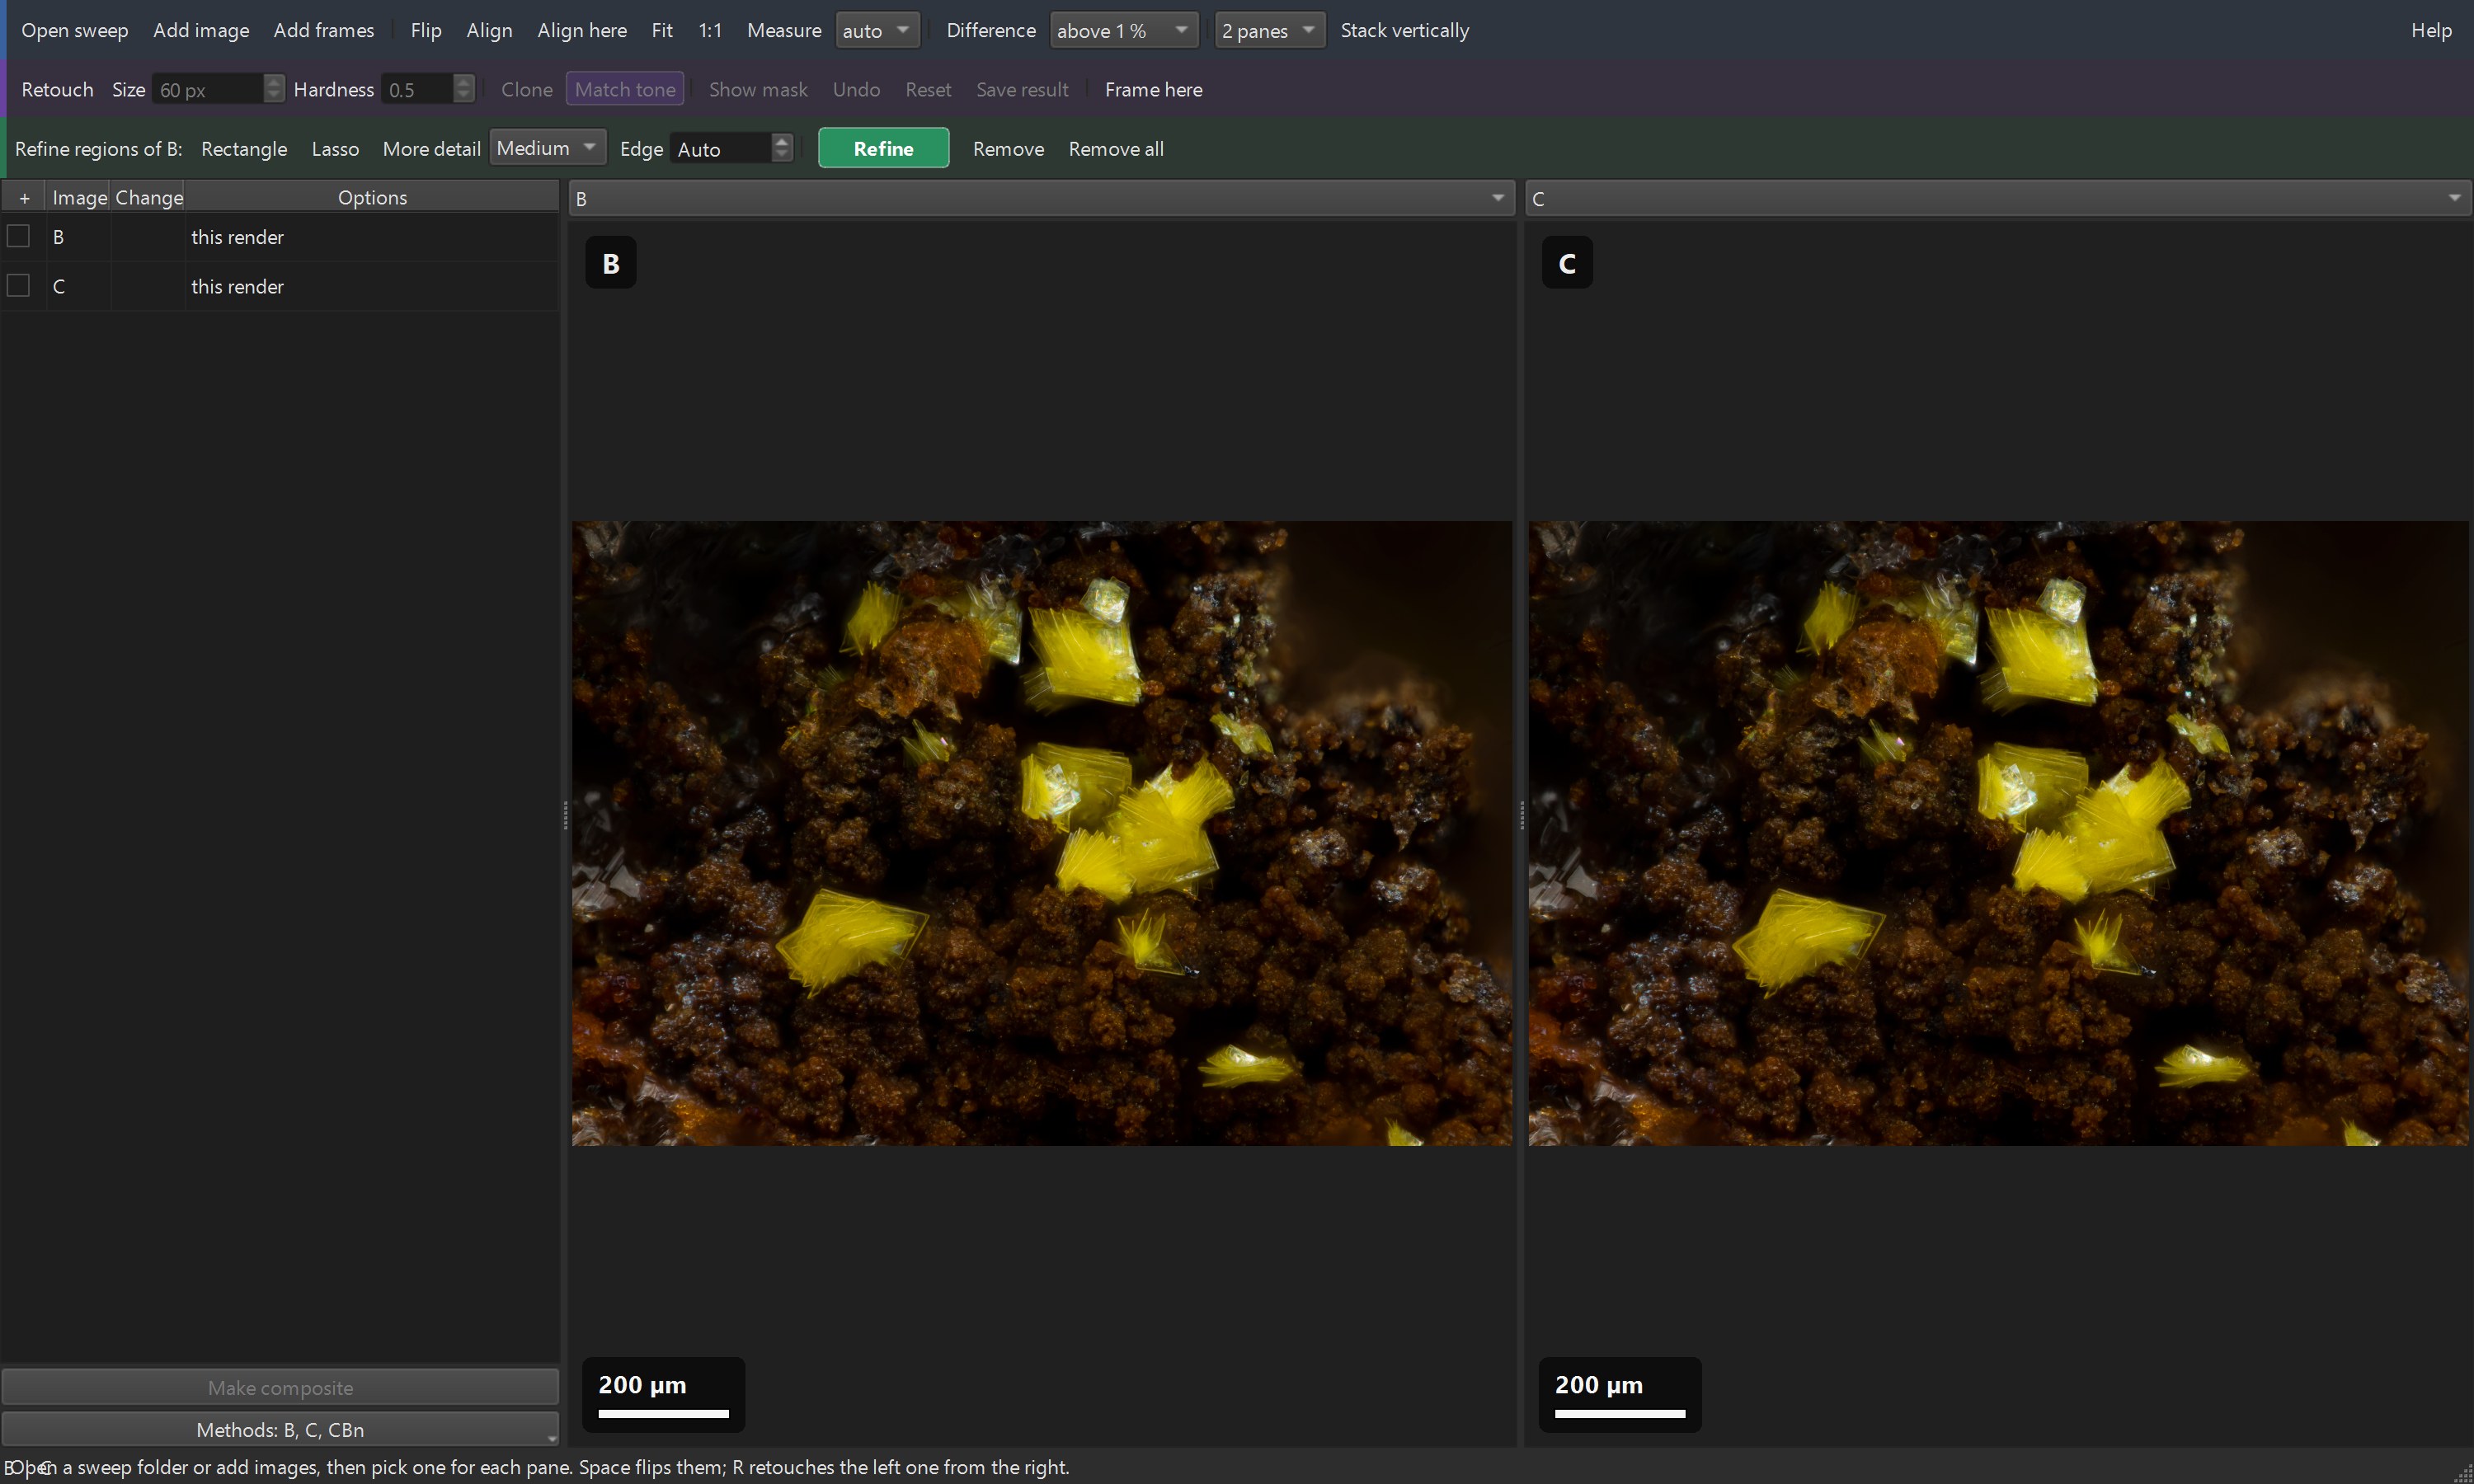 Open sweep Add image Add frames Flip Align Align here Fit 1:1 Measure auto Difference above 1 % 2 panes Stack vertically Help
Retouch Size 60 px Hardness 0.5 Clone Match tone Show mask Undo Reset Save result Frame here
Refine regions of B: Rectangle Lasso More detail Medium Edge Auto Refine Remove Remove all
+ Image Change Options
B this render
C this render
B
C
B
C
200 µm
200 µm
Make composite
Methods: B, C, CBn
Open a sweep folder or add images, then pick one for each pane. Space flips them; R retouches the left one from the right.